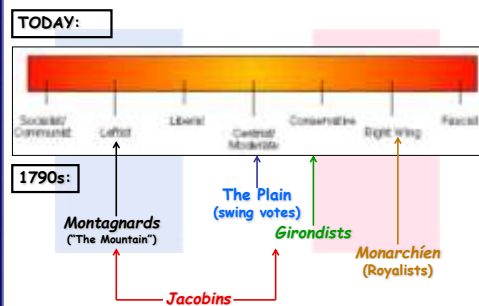 TODAY:
Socialist/
Communist
Leftist
Liberal
Centrist/
Moderate
Conservative
Right Wing
Fascist
1790s:
Montagnards
("The Mountain")
The Plain
(swing votes)
Girondists
Monarchíen
(Royalists)
Jacobins